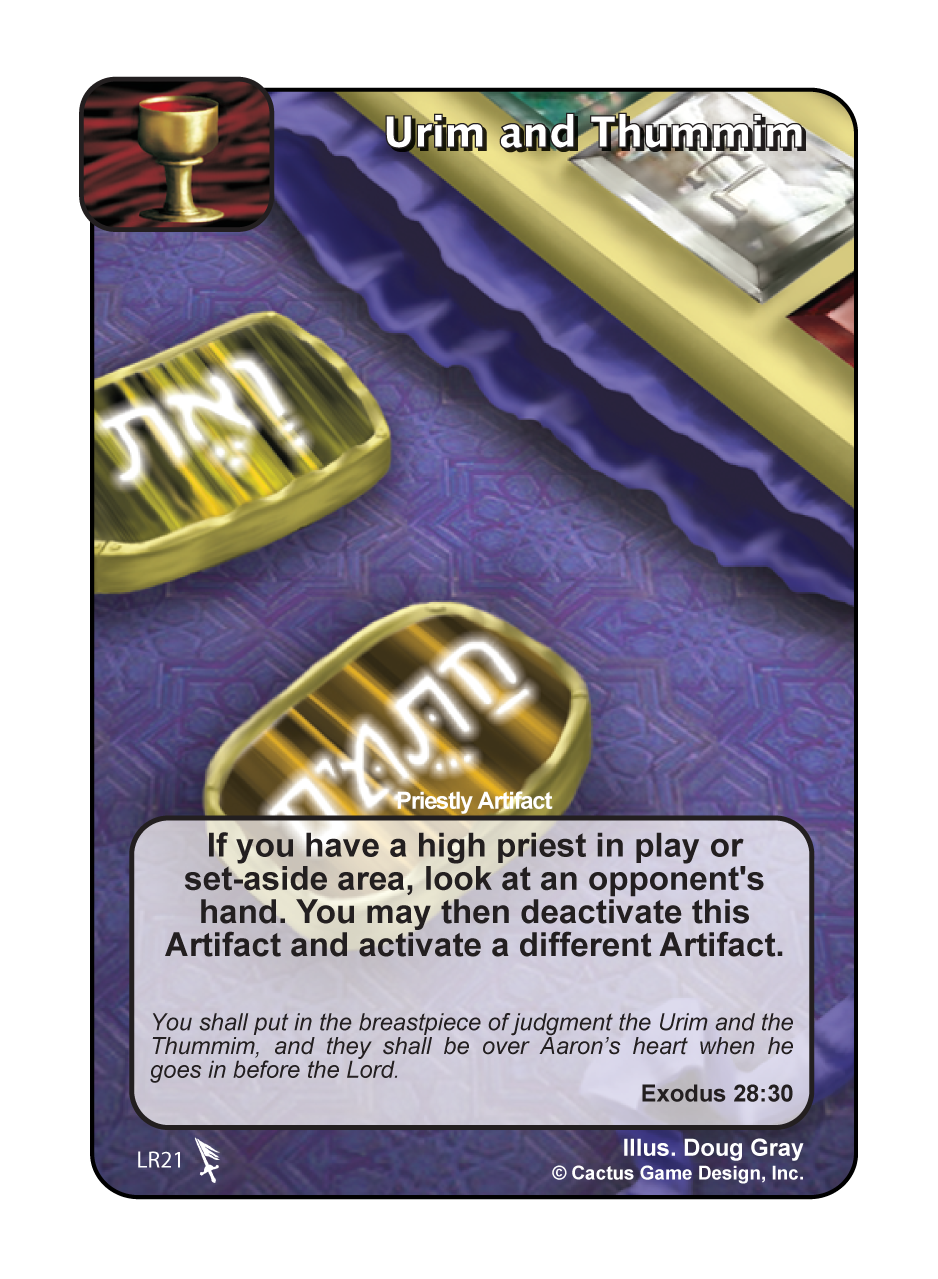 Urim and Thummim
וְאֶת
הַתֻּמִּים
Priestly Artifact
If you have a high priest in play or
set-aside area, look at an opponent's
hand. You may then deactivate this
Artifact and activate a different Artifact.
You shall put in the breastpiece of judgment the Urim and the
Thummim, and they shall be over Aaron's heart when he
goes in before the Lord.
Exodus 28:30
LR21
Illus. Doug Gray
© Cactus Game Design, Inc.